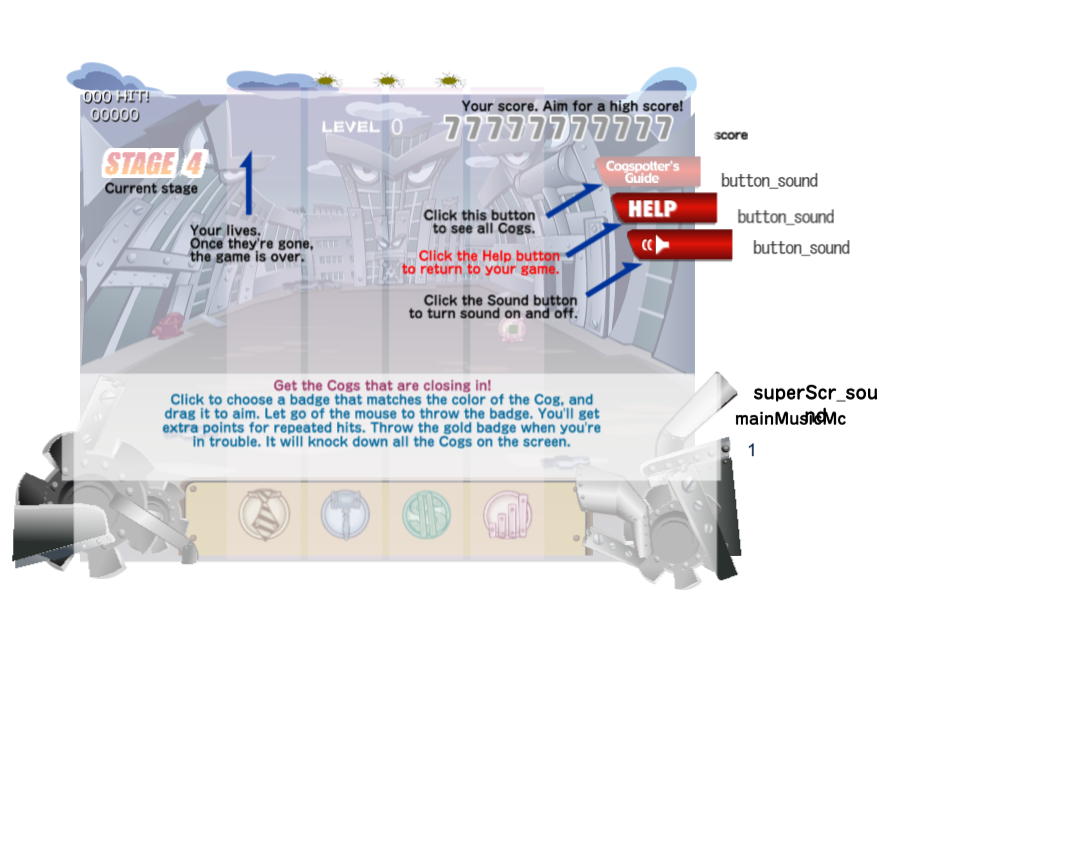 000 HIT!
00000
Your score. Aim for a high score!
LEVEL 0
77777777777
score
STAGE 4
Current stage
Cogspotter's
Guide
button_sound
HELP
button_sound
button_sound
Click this button
to see all Cogs.
Your lives.
Once they're gone,
the game is over.
Click the Help button
to return to your game.
Click the Sound button
to turn sound on and off.
Get the Cogs that are closing in!
Click to choose a badge that matches the color of the Cog, and
drag it to aim. Let go of the mouse to throw the badge. You'll get
extra points for repeated hits. Throw the gold badge when you're
in trouble. It will knock down all the Cogs on the screen.
superScr_sou
nd
mainMusicMc
1